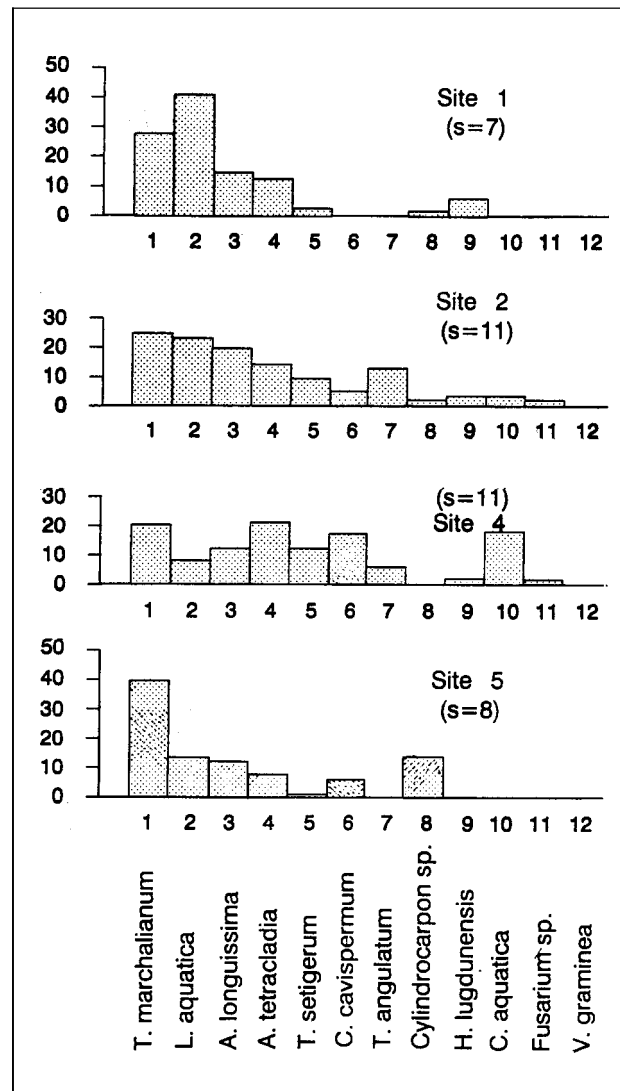 50
40
30
20
10
0
Site 1
(s=7)
1 2 3 4 5 6 7 8 9 10 11 12
30
20
10
0
Site 2
(s=11)
1 2 3 4 5 6 7 8 9 10 11 12
30
20
10
0
(s=11)
Site 4
1 2 3 4 5 6 7 8 9 10 11 12
50
40
30
20
10
0
Site 5
(s=8)
1 2 3 4 5 6 7 8 9 10 11 12
T. marchalianum
L. aquatica
A. longuissima
A. tetracladia
T. setigerum
C. cavispermum
T. angulatum
Cylindrocarpon sp.
H. lugdunensis
C. aquatica
Fusarium sp.
V. graminea